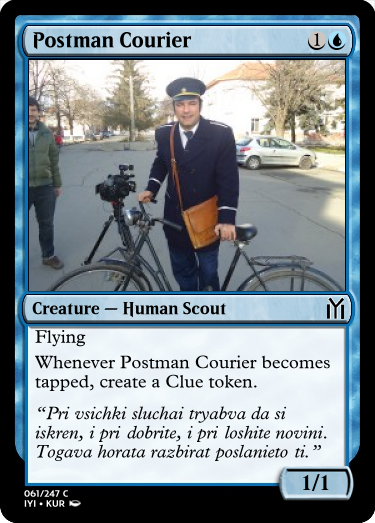 Postman Courier 1
Creature — Human Scout
Flying
Whenever Postman Courier becomes
tapped, create a Clue token.
“Pri vsichki sluchai tryabva da si
iskren, i pri dobrite, i pri loshite novini.
Togava horata razbirat poslanieto ti.”
1/1
061/247 C
IYI • KUR